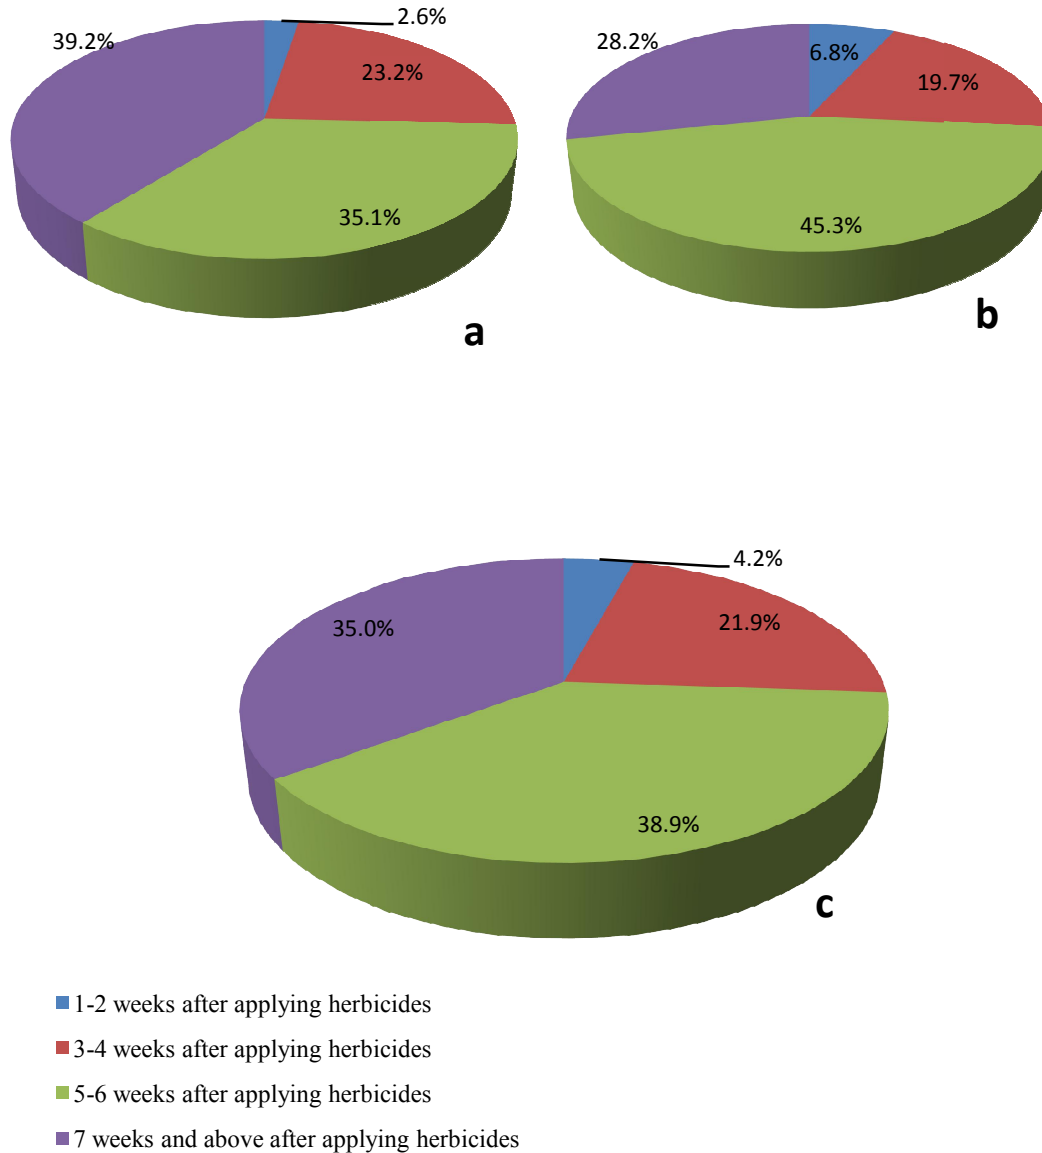 2.6%
39.2%
23.2%
35.1%
a
28.2%
6.8%
19.7%
45.3%
b
4.2%
35.0%
21.9%
38.9%
c
1-2 weeks after applying herbicides
3-4 weeks after applying herbicides
5-6 weeks after applying herbicides
7 weeks and above after applying herbicides